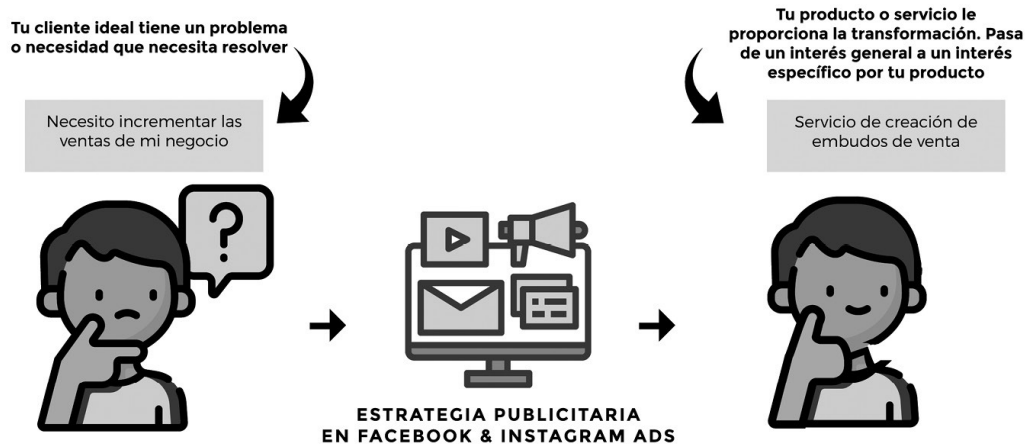 Tu cliente ideal tiene un problema
o necesidad que necesita resolver
Necesito incrementar las
ventas de mi negocio
?
ESTRATEGIA PUBLICITARIA
EN FACEBOOK & INSTAGRAM ADS
Tu producto o servicio le
proporciona la transformación. Pasa
de un interés general a un interés
específico por tu producto
Servicio de creación de
embudos de venta